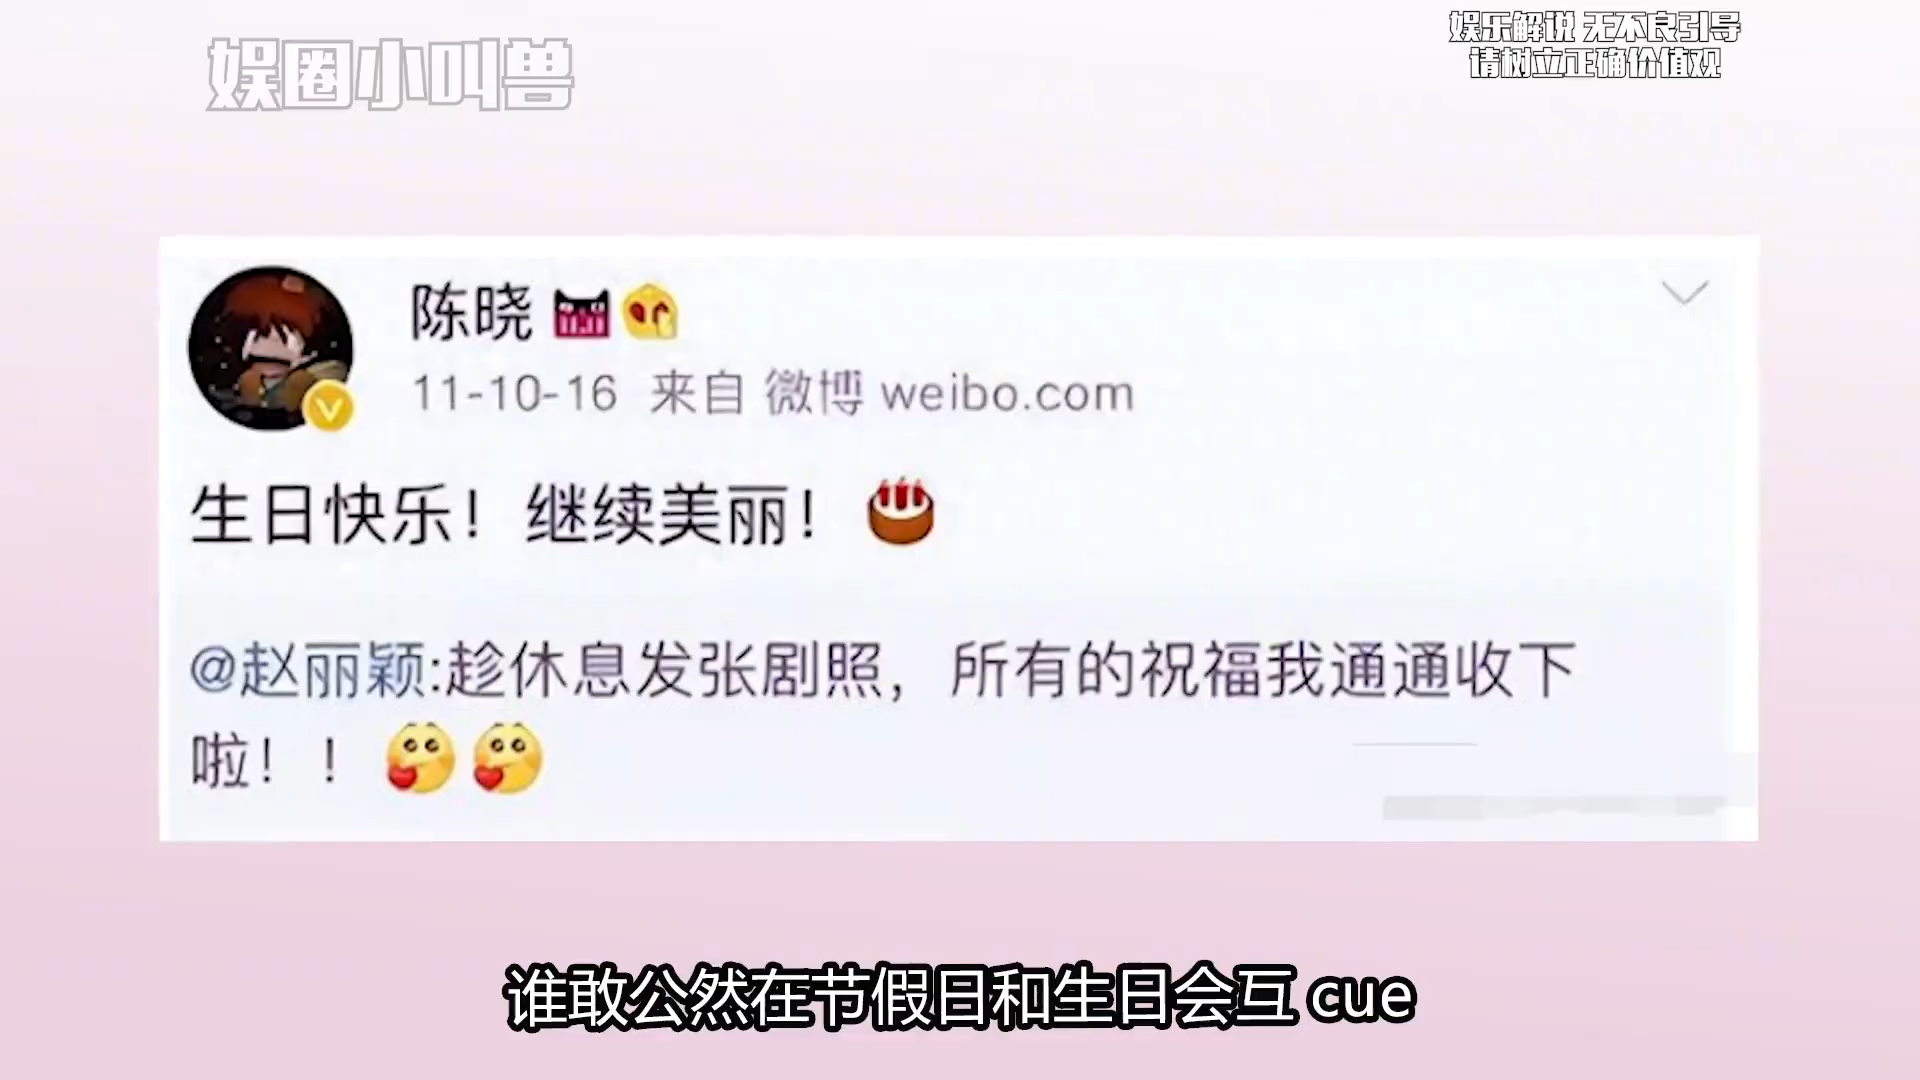 娱圈小叫兽
娱乐解说 无不良引导
请树立正确价值观
陈晓
11-10-16 来自 微博 weibo.com
生日快乐！继续美丽！
@赵丽颖:趁休息发张剧照，所有的祝福我通通收下
啦！！
谁敢公然在节假日和生日会互 cue